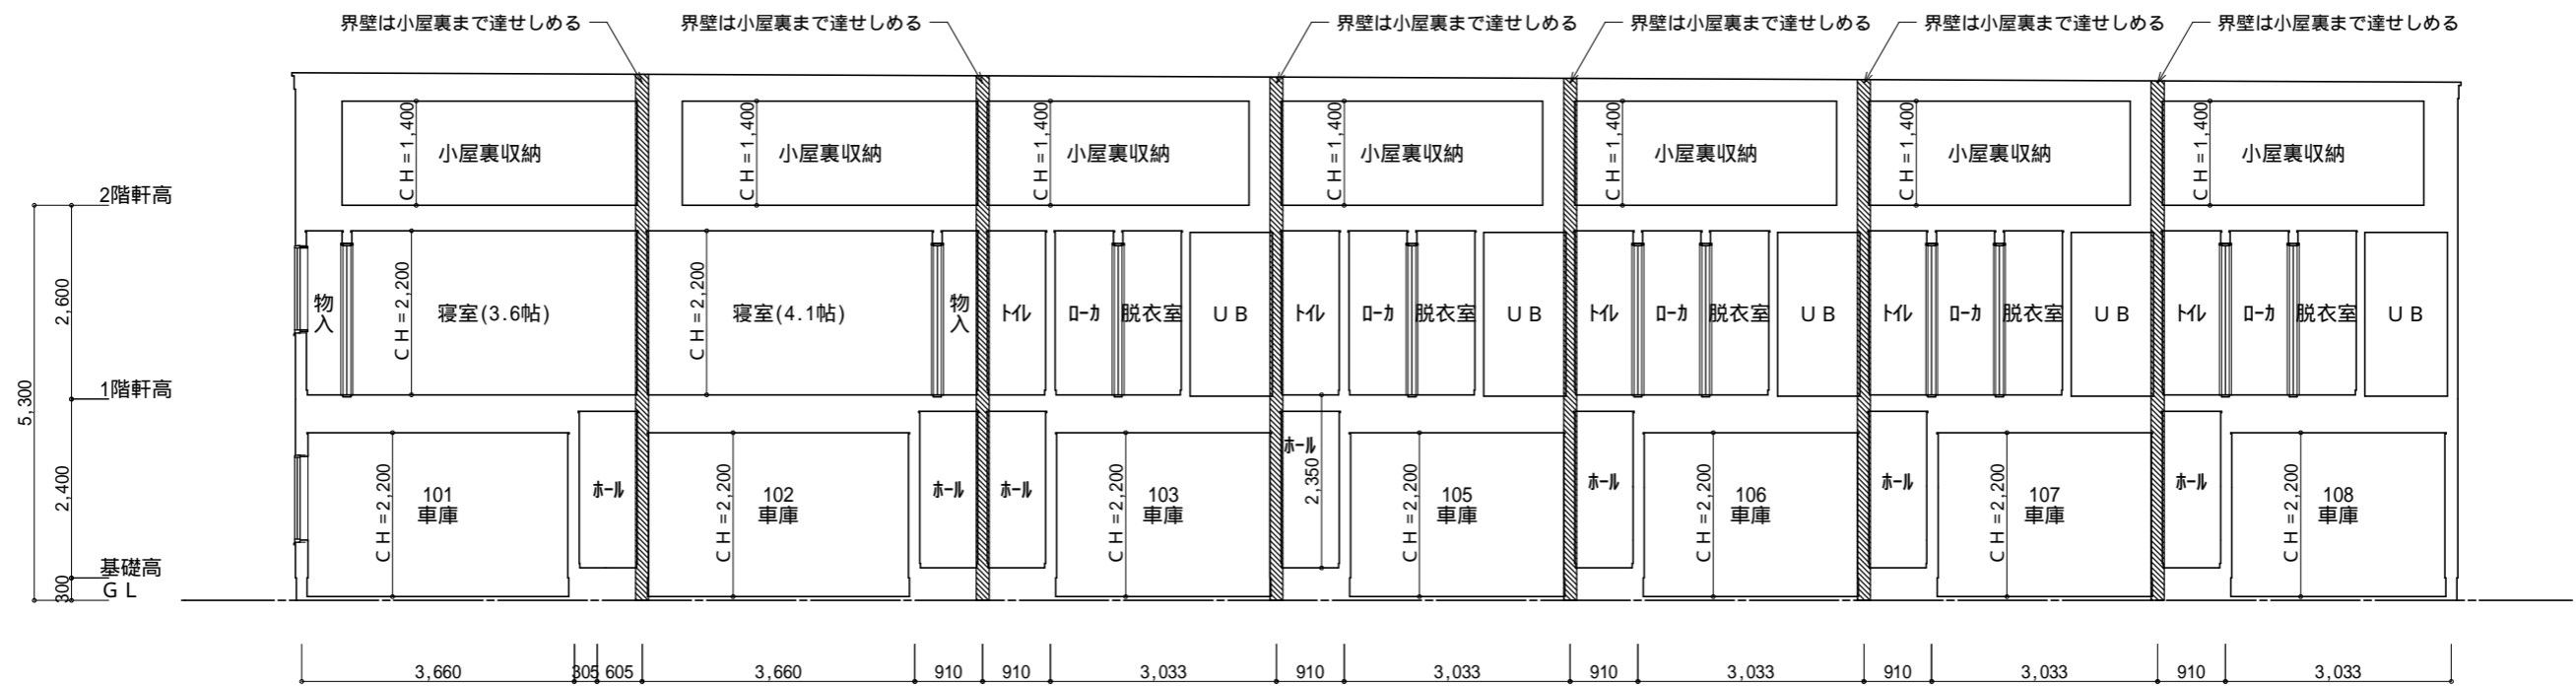 界壁は小屋裏まで達せしめる
界壁は小屋裏まで達せしめる
界壁は小屋裏まで達せしめる
界壁は小屋裏まで達せしめる
界壁は小屋裏まで達せしめる
界壁は小屋裏まで達せしめる
CH=1,400
小屋裏収納
CH=1,400
小屋裏収納
CH=1,400
小屋裏収納
CH=1,400
小屋裏収納
CH=1,400
小屋裏収納
CH=1,400
小屋裏収納
CH=1,400
小屋裏収納
2階軒高
1階軒高
基礎高
GL
5,300
2,600
2,400
300
物入
CH=2,200
寝室(3.6帖)
CH=2,200
寝室(4.1帖)
物入
トイレ
ローカ
脱衣室
UB
トイレ
ローカ
脱衣室
UB
トイレ
ローカ
脱衣室
UB
トイレ
ローカ
脱衣室
UB
トイレ
ローカ
脱衣室
UB
CH=2,200
101
車庫
ホール
CH=2,200
102
車庫
ホール
ホール
CH=2,200
103
車庫
ホール
2,350
CH=2,200
105
車庫
ホール
CH=2,200
106
車庫
ホール
CH=2,200
107
車庫
ホール
CH=2,200
108
車庫
3,660
305
605
3,660
910
910
3,033
910
3,033
910
3,033
910
3,033
910
3,033